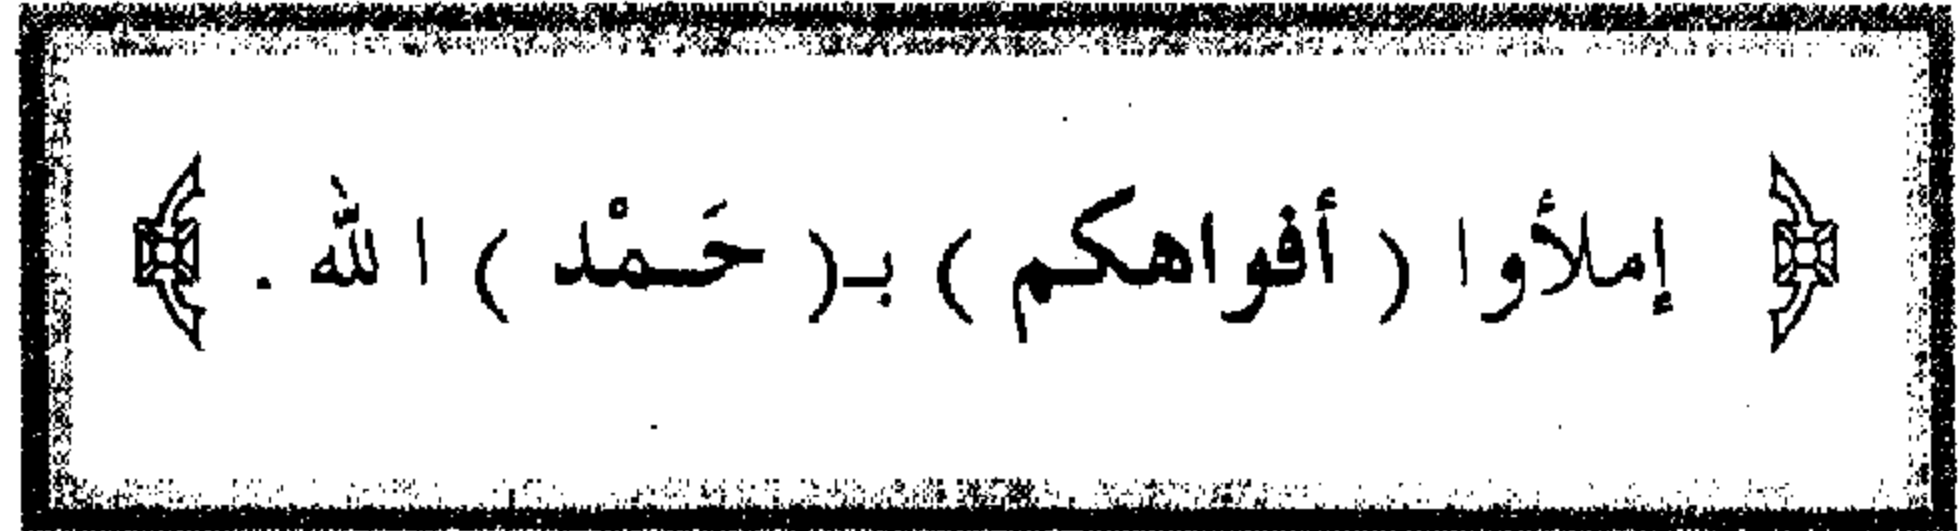 ﴿ إملأوا ( أفواهكم ) بـ( حَمْد ) الله . ﴾